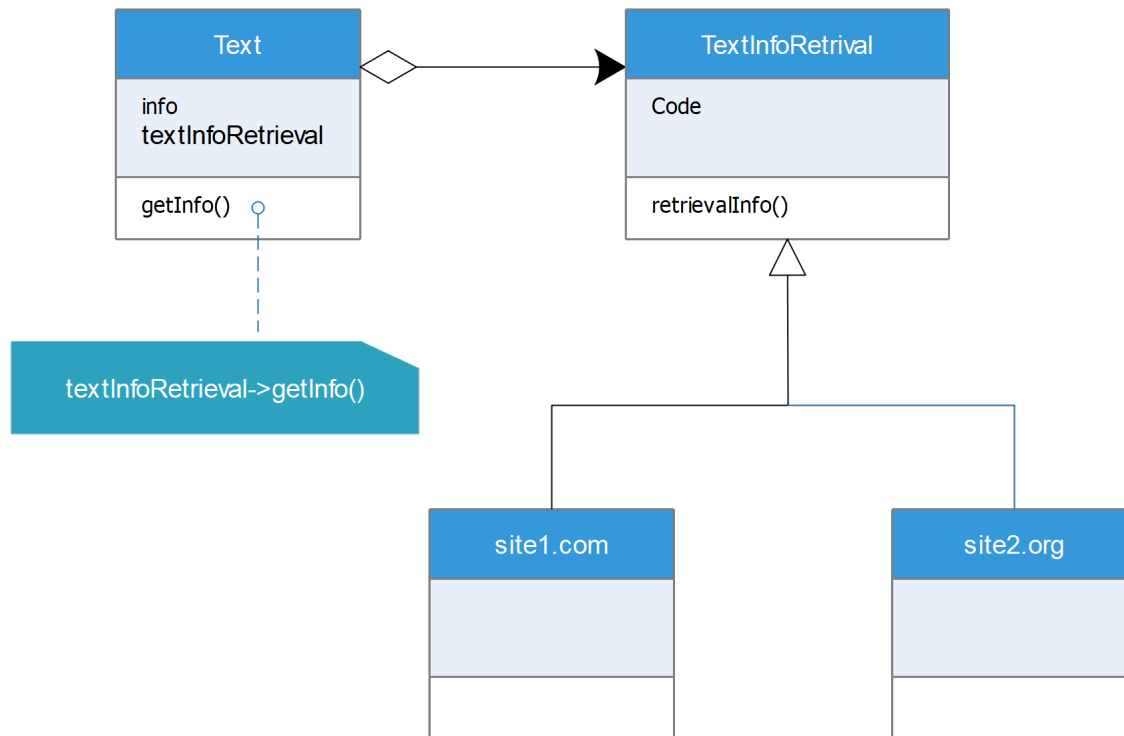 Text
info
textInfoRetrieval
getInfo()
textInfoRetrieval->getInfo()
TextInfoRetrival
Code
retrievalInfo()
site1.com
site2.org